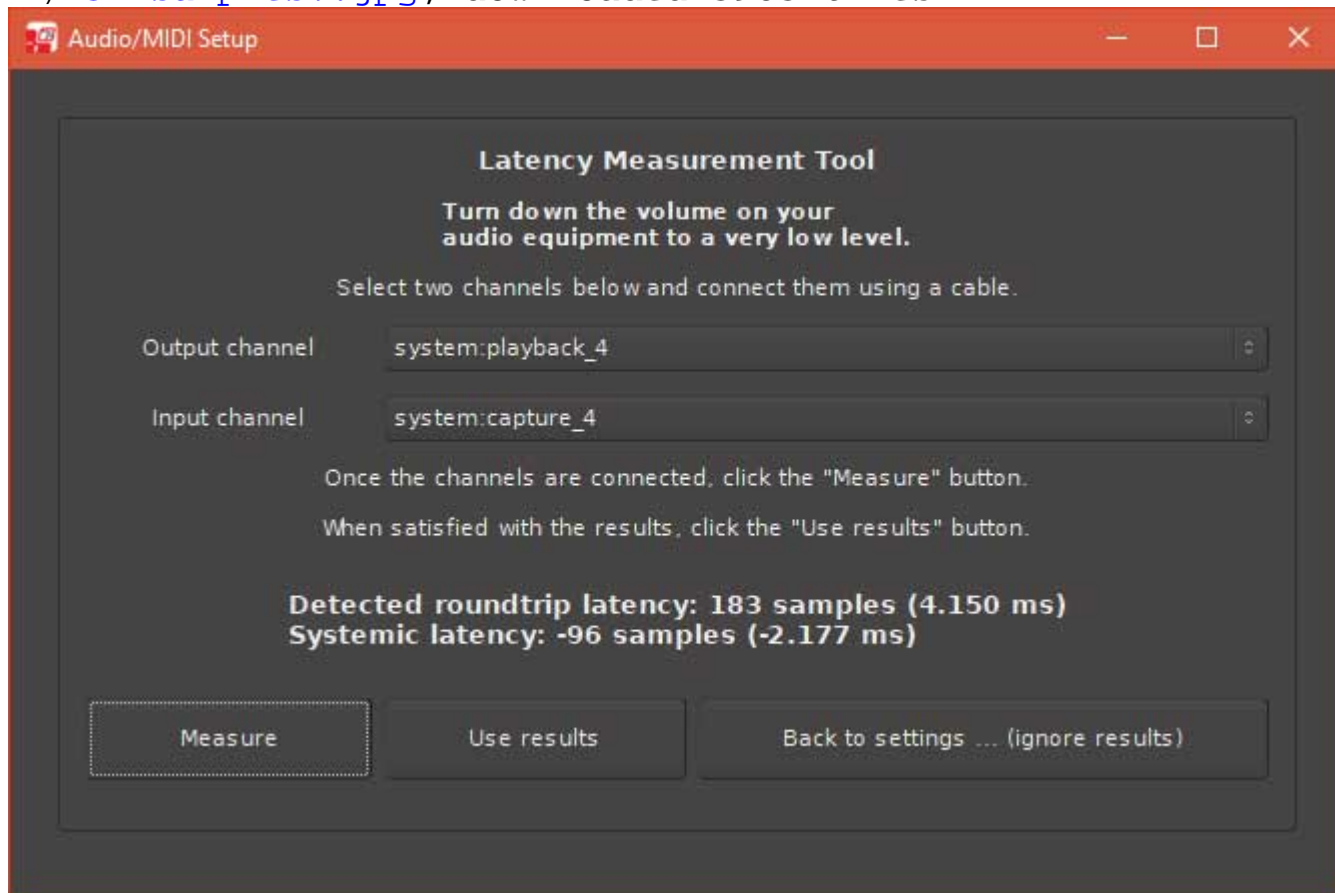 Audio/MIDI Setup
Latency Measurement Tool
Turn down the volume on your
audio equipment to a very low level.
Select two channels below and connect them using a cable.
Output channel system:playback_4
Input channel system:capture_4
Once the channels are connected, click the "Measure" button.
When satisfied with the results, click the "Use results" button.
Detected roundtrip latency: 183 samples (4.150 ms)
Systemic latency: -96 samples (-2.177 ms)
Measure Use results Back to settings ... (ignore results)